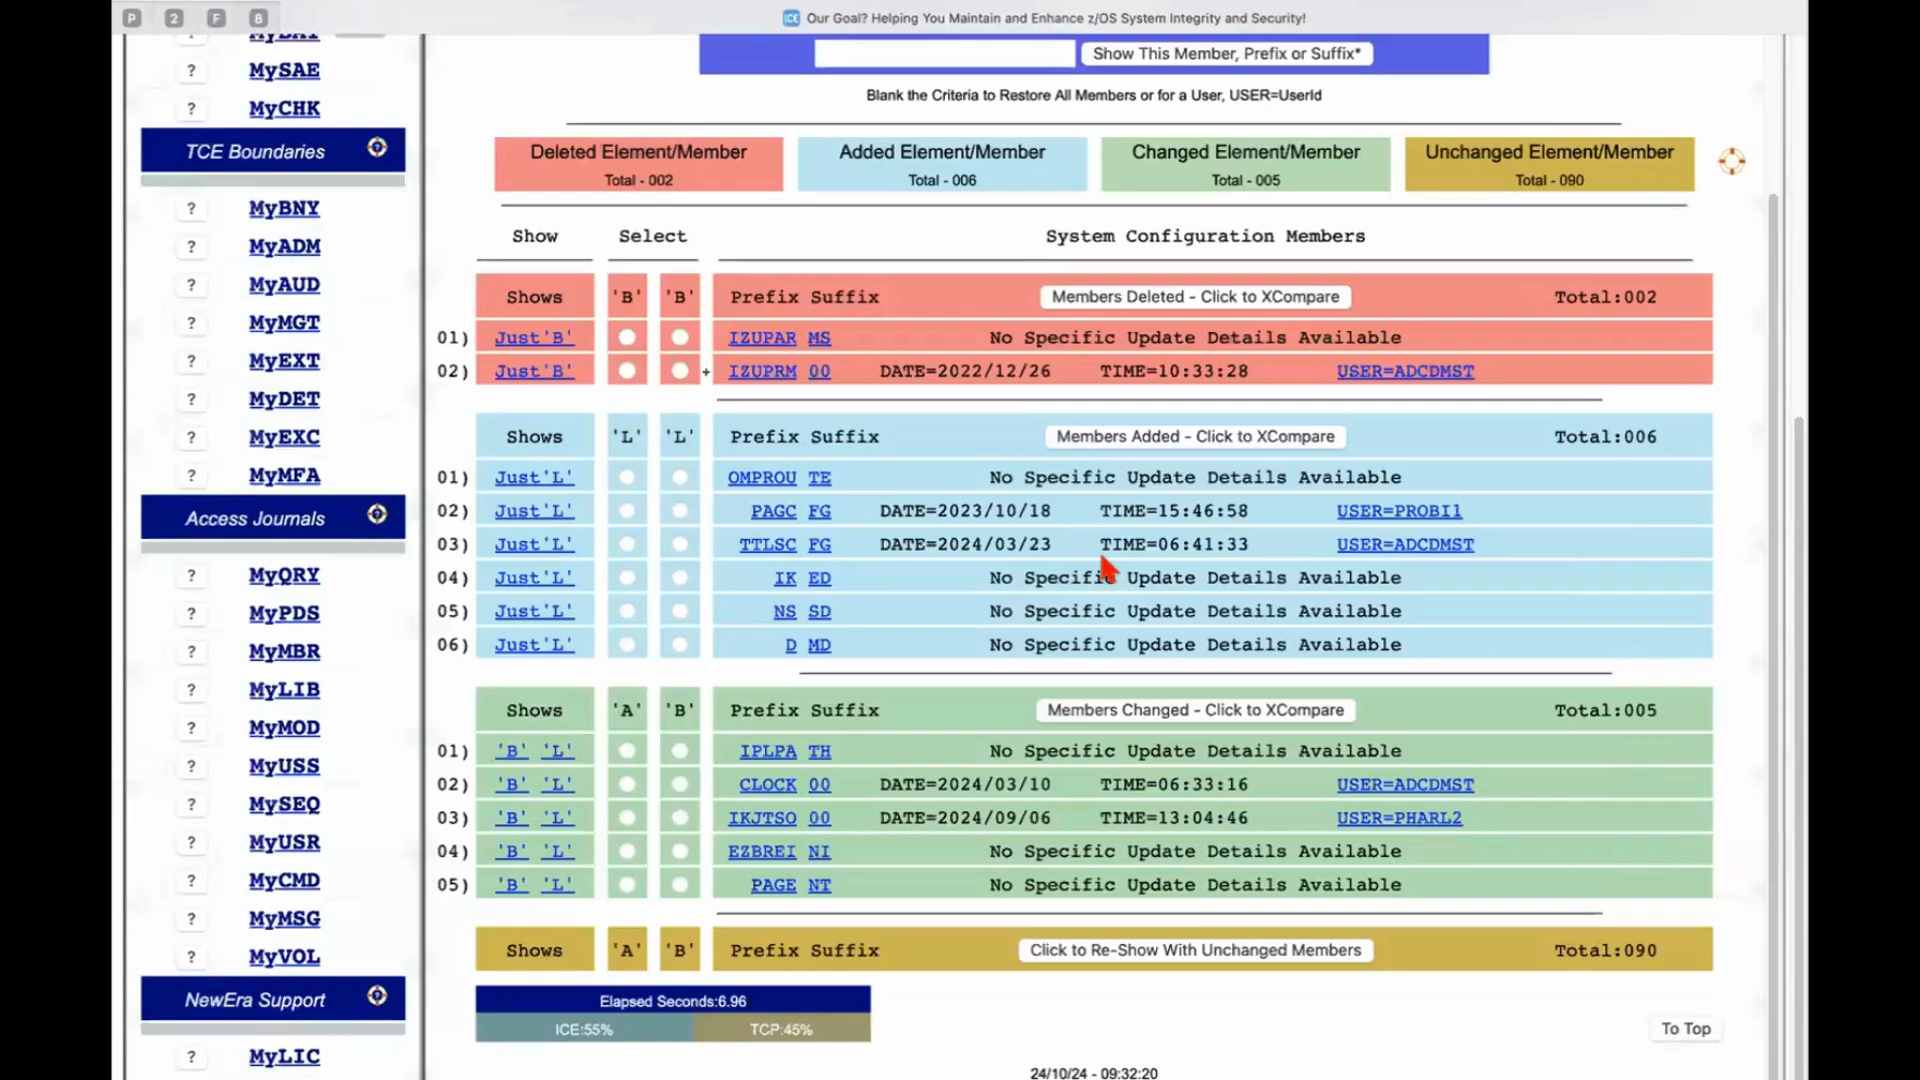 P 2 F 8
ICE Our Goal? Helping You Maintain and Enhance z/OS System Integrity and Security!
? MySAE
? MyCHK
TCE Boundaries
? MyBNY
? MyADM
? MyAUD
? MyMGT
? MyEXT
? MyDET
? MyEXC
? MyMFA
Access Journals
? MyQRY
? MyPDS
? MyMBR
? MyLIB
? MyMOD
? MyUSS
? MySEQ
? MyUSR
? MyCMD
? MyMSG
? MyVOL
NewEra Support
? MyLIC
Show This Member, Prefix or Suffix*
Blank the Criteria to Restore All Members or for a User, USER=UserId
Deleted Element/Member
Total - 002
Added Element/Member
Total - 006
Changed Element/Member
Total - 005
Unchanged Element/Member
Total - 090
Show Select System Configuration Members
Shows 'B' 'B' Prefix Suffix Members Deleted - Click to XCompare Total:002
01) Just'B' IZUPAR MS No Specific Update Details Available
02) Just'B' + IZUPRM 00 DATE=2022/12/26 TIME=10:33:28 USER=ADCDMST
Shows 'L' 'L' Prefix Suffix Members Added - Click to XCompare Total:006
01) Just'L' OMPROU TE No Specific Update Details Available
02) Just'L' PAGC FG DATE=2023/10/18 TIME=15:46:58 USER=PROBI1
03) Just'L' TTLSC FG DATE=2024/03/23 TIME=06:41:33 USER=ADCDMST
04) Just'L' IK ED No Specific Update Details Available
05) Just'L' NS SD No Specific Update Details Available
06) Just'L' D MD No Specific Update Details Available
Shows 'A' 'B' Prefix Suffix Members Changed - Click to XCompare Total:005
01) 'B' 'L' IPLPA TH No Specific Update Details Available
02) 'B' 'L' CLOCK 00 DATE=2024/03/10 TIME=06:33:16 USER=ADCDMST
03) 'B' 'L' IKJTSO 00 DATE=2024/09/06 TIME=13:04:46 USER=PHARL2
04) 'B' 'L' EZBREI NI No Specific Update Details Available
05) 'B' 'L' PAGE NT No Specific Update Details Available
Shows 'A' 'B' Prefix Suffix Click to Re-Show With Unchanged Members Total:090
Elapsed Seconds:6.96
ICE:55% TCP:45%
To Top
24/10/24 - 09:32:20